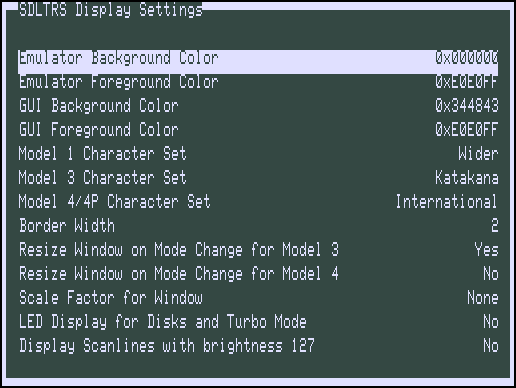 SDLTRS Display Settings
Emulator Background Color 0x000000
Emulator Foreground Color 0xE0E0FF
GUI Background Color 0x344843
GUI Foreground Color 0xE0E0FF
Model 1 Character Set Wider
Model 3 Character Set Katakana
Model 4/4P Character Set International
Border Width 2
Resize Window on Mode Change for Model 3 Yes
Resize Window on Mode Change for Model 4 No
Scale Factor for Window None
LED Display for Disks and Turbo Mode No
Display Scanlines with brightness 127 No